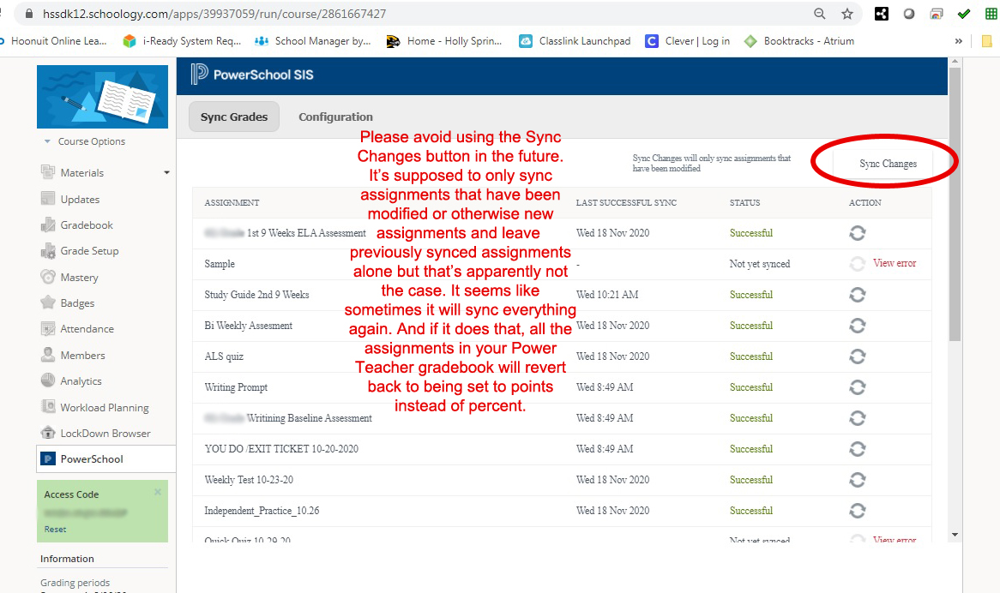 hssdk12.schoology.com/apps/39937059/run/course/2861667427
Hoonuit Online Lea...
i-Ready System Req...
School Manager by...
Home - Holly Sprin...
Classlink Launchpad
C
Clever | Log in
Booktracks - Atrium
»
PowerSchool SIS
Sync Grades
Configuration
Course Options
Materials
Updates
Gradebook
Grade Setup
Mastery
Badges
Attendance
Members
Analytics
Workload Planning
LockDown Browser
PowerSchool
Access Code
×
Reset
Information
Grading periods
Please avoid using the Sync
Changes button in the future.
It’s supposed to only sync
assignments that have been
modified or otherwise new
assignments and leave
previously synced assignments
alone but that’s apparently not
the case. It seems like
sometimes it will sync everything
again. And if it does that, all the
assignments in your Power
Teacher gradebook will revert
back to being set to points
instead of percent.
Sync Changes will only sync assignments that
have been modified
Sync Changes
ASSIGNMENT LAST SUCCESSFUL SYNC STATUS ACTION
1st 9 Weeks ELA Assessment Wed 18 Nov 2020 Successful
Sample - Not yet synced View error
Study Guide 2nd 9 Weeks Wed 10:21 AM Successful
Bi Weekly Assesment Wed 18 Nov 2020 Successful
ALS quiz Wed 18 Nov 2020 Successful
Writing Prompt Wed 8:49 AM Successful
Writining Baseline Assessment Wed 8:49 AM Successful
YOU DO /EXIT TICKET 10-20-2020 Wed 8:49 AM Successful
Weekly Test 10-23-20 Wed 18 Nov 2020 Successful
Independent_Practice_10.26 Wed 18 Nov 2020 Successful
Quick Quiz 10-29-20 Not yet synced View error